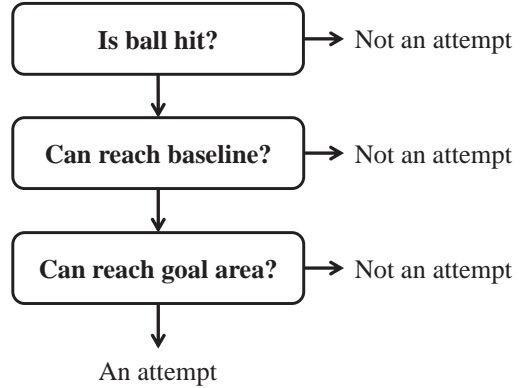 Is ball hit?
Not an attempt
Can reach baseline?
Not an attempt
Can reach goal area?
Not an attempt
An attempt